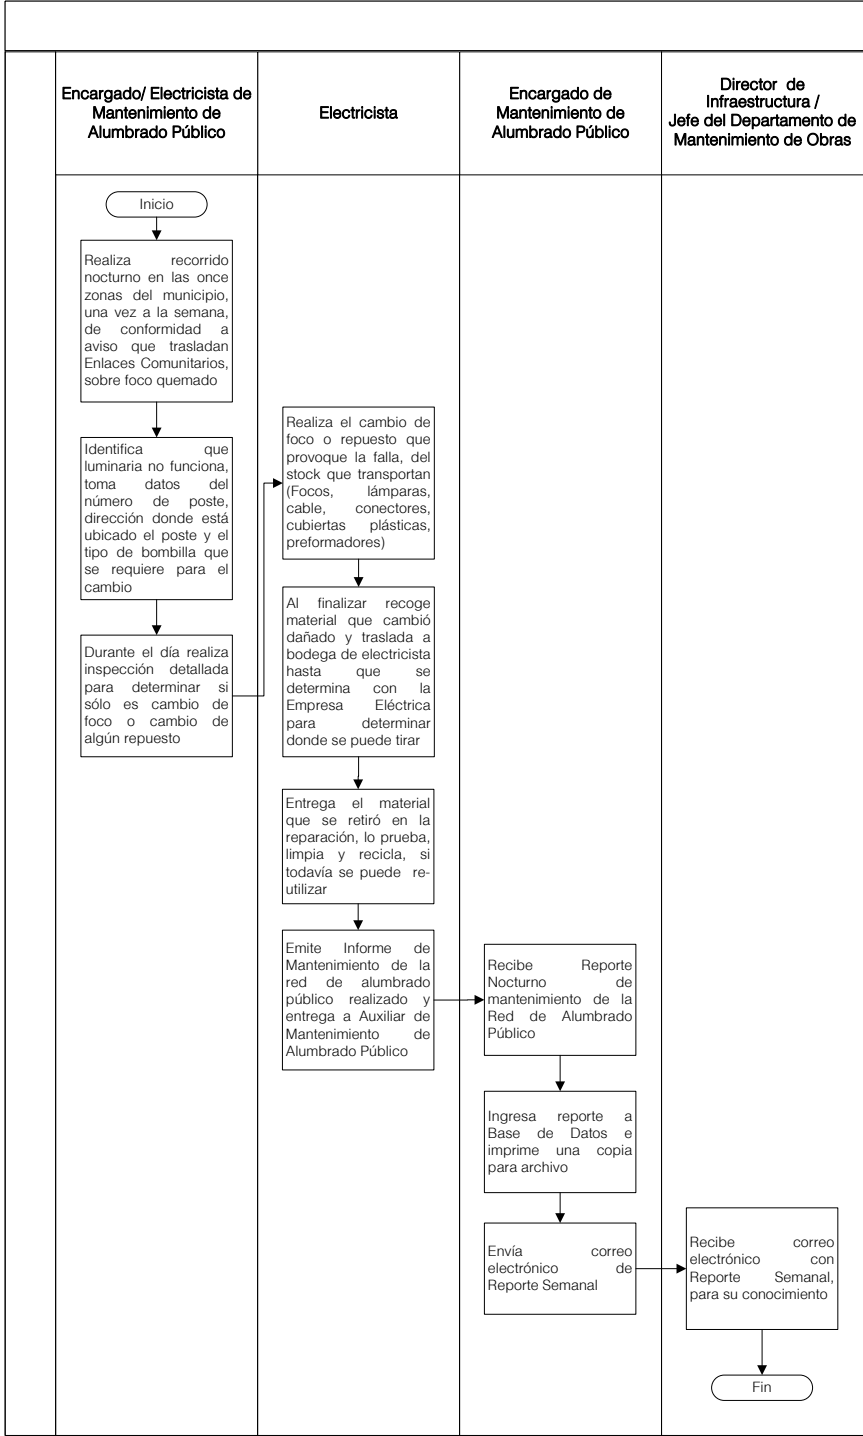 Encargado/ Electricista de
Mantenimiento de
Alumbrado Público
Electricista
Encargado de
Mantenimiento de
Alumbrado Público
Director de
Infraestructura /
Jefe del Departamento de
Mantenimiento de Obras
Inicio
Realiza recorrido
nocturno en las once
zonas del municipio,
una vez a la semana,
de conformidad a
aviso que trasladan
Enlaces Comunitarios,
sobre foco quemado
Identifica que
luminaria no funciona,
toma datos del
número de poste,
dirección donde está
ubicado el poste y el
tipo de bombilla que
se requiere para el
cambio
Durante el día realiza
inspección detallada
para determinar si
sólo es cambio de
foco o cambio de
algún repuesto
Realiza el cambio de
foco o repuesto que
provoque la falla, del
stock que transportan
(Focos, lámparas,
cable, conectores,
cubiertas plásticas,
preformadores)
Al finalizar recoge
material que cambió
dañado y traslada a
bodega de electricista
hasta que se
determina con la
Empresa Eléctrica
para determinar
donde se puede tirar
Entrega el material
que se retiró en la
reparación, lo prueba,
limpia y recicla, si
todavía se puede re-
utilizar
Emite Informe de
Mantenimiento de la
red de alumbrado
público realizado y
entrega a Auxiliar de
Mantenimiento de
Alumbrado Público
Recibe Reporte
Nocturno de
mantenimiento de la
Red de Alumbrado
Público
Ingresa reporte a
Base de Datos e
imprime una copia
para archivo
Envía correo
electrónico de
Reporte Semanal
Recibe correo
electrónico con
Reporte Semanal,
para su conocimiento
Fin